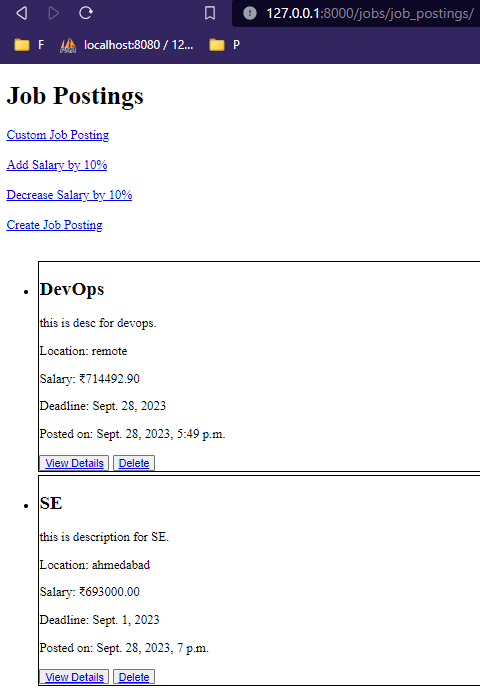 127.0.0.1:8000/jobs/job_postings/
F localhost:8080 / 12... P
Job Postings
Custom Job Posting
Add Salary by 10%
Decrease Salary by 10%
Create Job Posting
DevOps
this is desc for devops.
Location: remote
Salary: ₹714492.90
Deadline: Sept. 28, 2023
Posted on: Sept. 28, 2023, 5:49 p.m.
View Details Delete
SE
this is description for SE.
Location: ahmedabad
Salary: ₹693000.00
Deadline: Sept. 1, 2023
Posted on: Sept. 28, 2023, 7 p.m.
View Details Delete